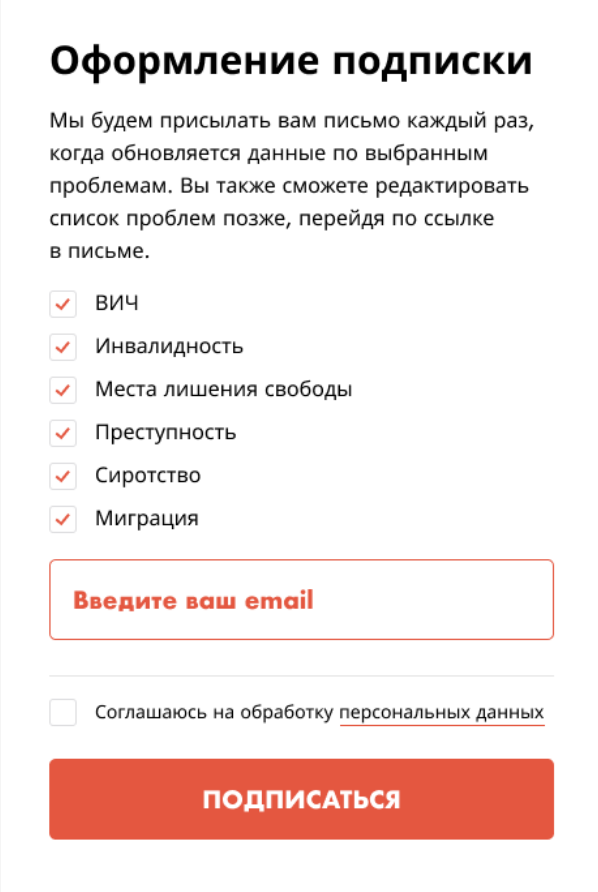 Оформление подписки
Мы будем присылать вам письмо каждый раз,
когда обновляется данные по выбранным
проблемам. Вы также сможете редактировать
список проблем позже, перейдя по ссылке
в письме.
ВИЧ
Инвалидность
Места лишения свободы
Преступность
Сиротство
Миграция
Введите ваш email
Соглашаюсь на обработку персональных данных
ПОДПИСАТЬСЯ